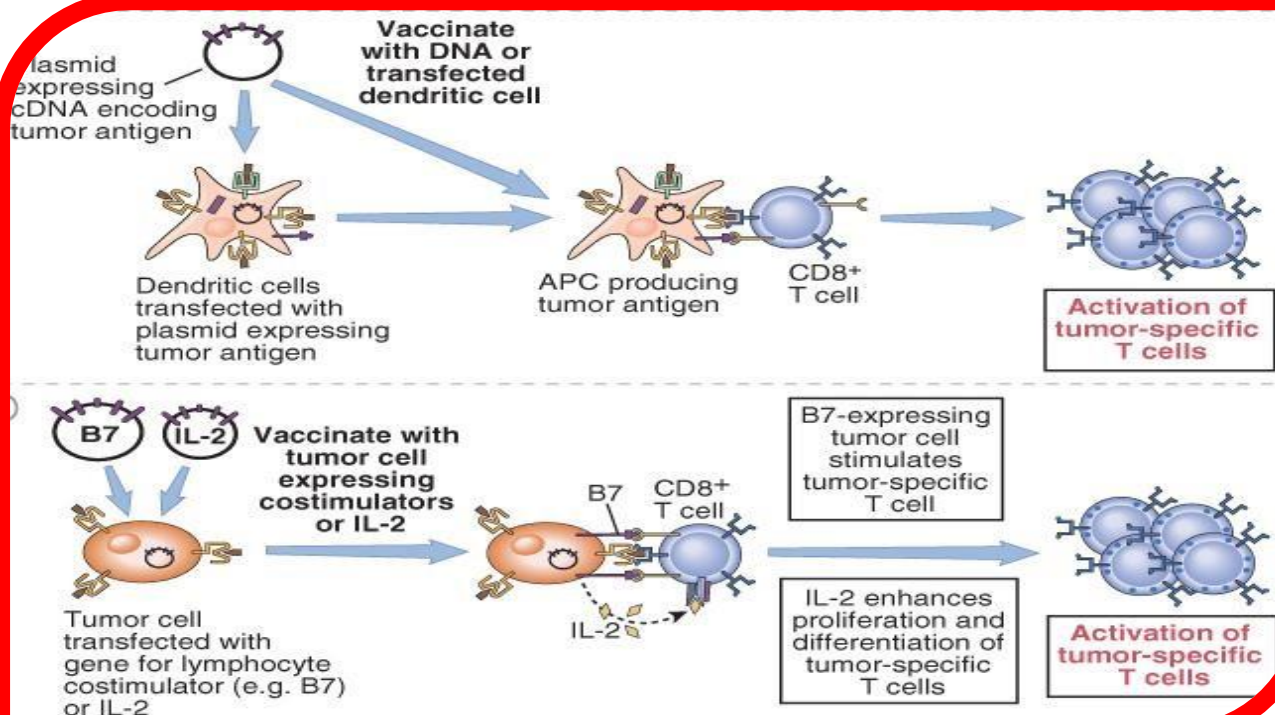 Vaccinate
with DNA or
transfected
dendritic cell
Plasmid
expressing
cDNA encoding
tumor antigen
Dendritic cells
transfected with
plasmid expressing
tumor antigen
APC producing
tumor antigen
CD8+
T cell
Activation of
tumor-specific
T cells
B7
IL-2
Vaccinate with
tumor cell
expressing
costimulators
or IL-2
Tumor cell
transfected with
gene for lymphocyte
costimulator (e.g. B7)
or IL-2
B7
CD8+
T cell
IL-2
B7-expressing
tumor cell
stimulates
tumor-specific
T cell
IL-2 enhances
proliferation and
differentiation of
tumor-specific
T cells
Activation of
tumor-specific
T cells